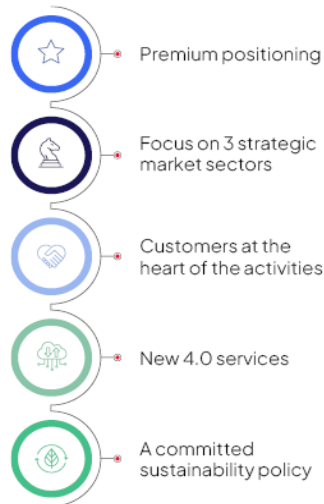 Premium positioning
Focus on 3 strategic
market sectors
Customers at the
heart of the activities
New 4.0 services
A committed
sustainability policy